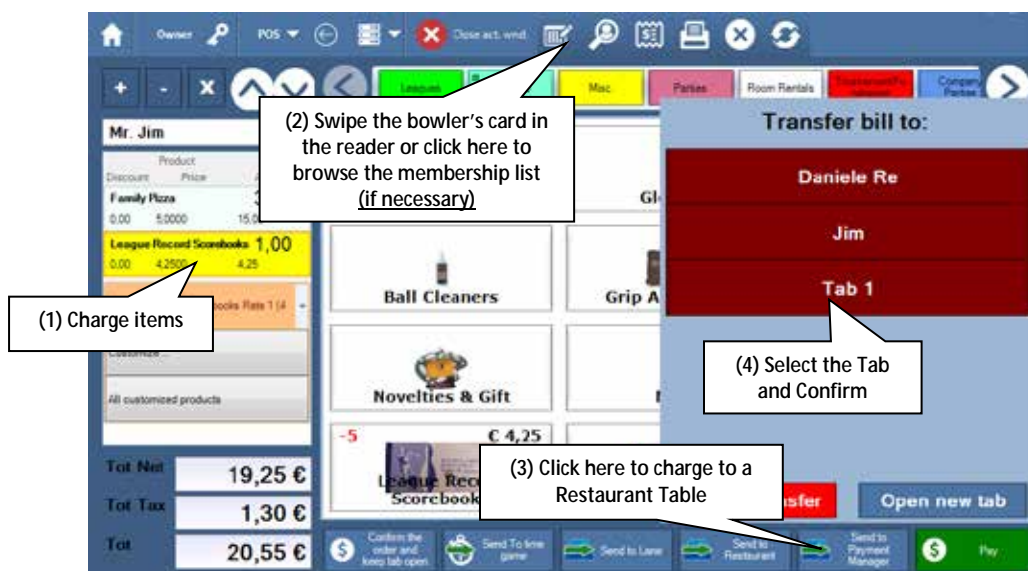 Owner
POS
Close act. wnd.
+
-
x
Leagues
Misc
Parties
Room Rentals
Company
Parties
Mr. Jim
(2) Swipe the bowler's card in
the reader or click here to
browse the membership list
(if necessary)
Transfer bill to:
Product
Discount Price
Family Pizza
0.00 5.0000
League Record Scorebooks 1,00
0.00 4.2500 4,25
Rate 1 (4
(1) Charge items
Customize ...
All customized products
Ball Cleaners
Grip A
Novelties & Gift
-5 € 4,25
Daniele Re
Jim
Tab 1
(4) Select the Tab
and Confirm
(3) Click here to charge to a
Restaurant Table
Open new tab
Tot Net 19,25 €
Tot Tax 1,30 €
Tot 20,55 €
Confirm the
order and
keep tab open
Send To time
game
Send to Lane
Send to
Restaurant
Send to
Payment
Manager
Pay